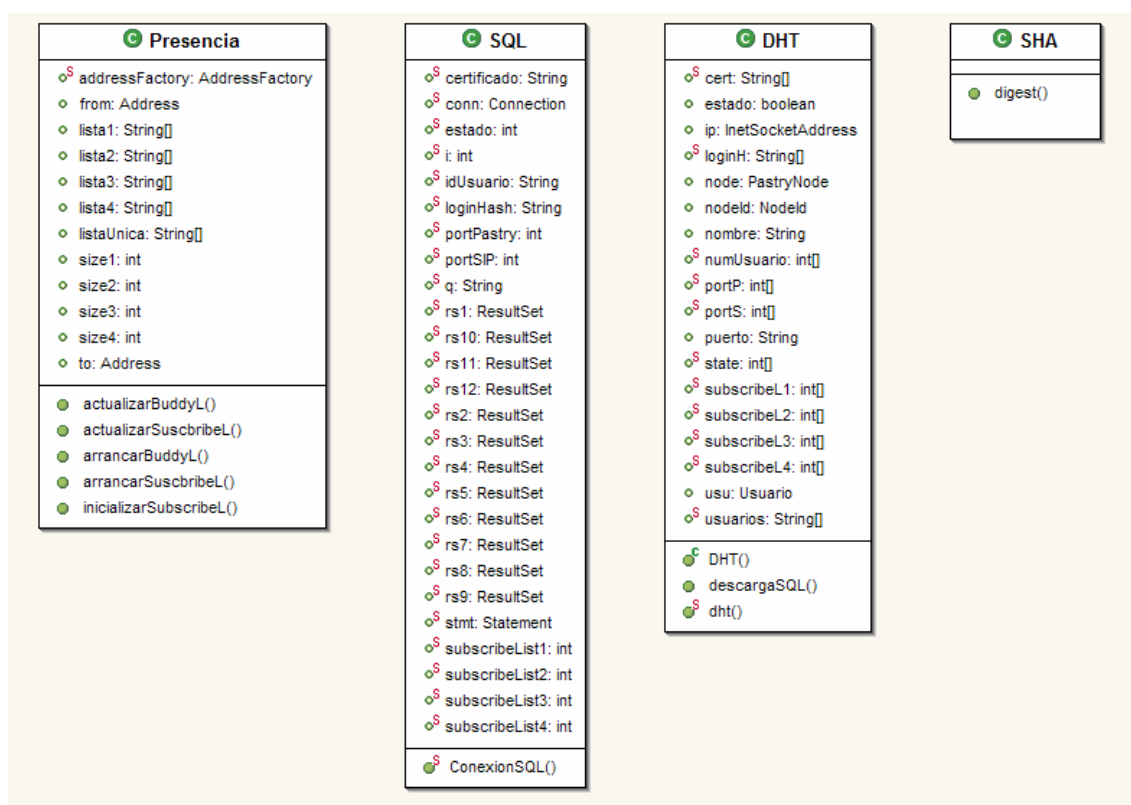 Presencia
addressFactory: AddressFactory
from: Address
lista1: String[]
lista2: String[]
lista3: String[]
lista4: String[]
listaUnica: String[]
size1: int
size2: int
size3: int
size4: int
to: Address
actualizarBuddyL()
actualizarSuscbribeL()
arrancarBuddyL()
arrancarSuscbribeL()
inicializarSubscribeL()
SQL
certificado: String
conn: Connection
estado: int
i: int
idUsuario: String
loginHash: String
portPastry: int
portSIP: int
q: String
rs1: ResultSet
rs10: ResultSet
rs11: ResultSet
rs12: ResultSet
rs2: ResultSet
rs3: ResultSet
rs4: ResultSet
rs5: ResultSet
rs6: ResultSet
rs7: ResultSet
rs8: ResultSet
rs9: ResultSet
stmt: Statement
subscribeList1: int
subscribeList2: int
subscribeList3: int
subscribeList4: int
ConexionSQL()
DHT
cert: String[]
estado: boolean
ip: InetSocketAddress
loginH: String[]
node: PastryNode
nodeId: NodeId
nombre: String
numUsuario: int[]
portP: int[]
portS: int[]
puerto: String
state: int[]
subscribeL1: int[]
subscribeL2: int[]
subscribeL3: int[]
subscribeL4: int[]
usu: Usuario
usuarios: String[]
DHT()
descargaSQL()
dht()
SHA
digest()